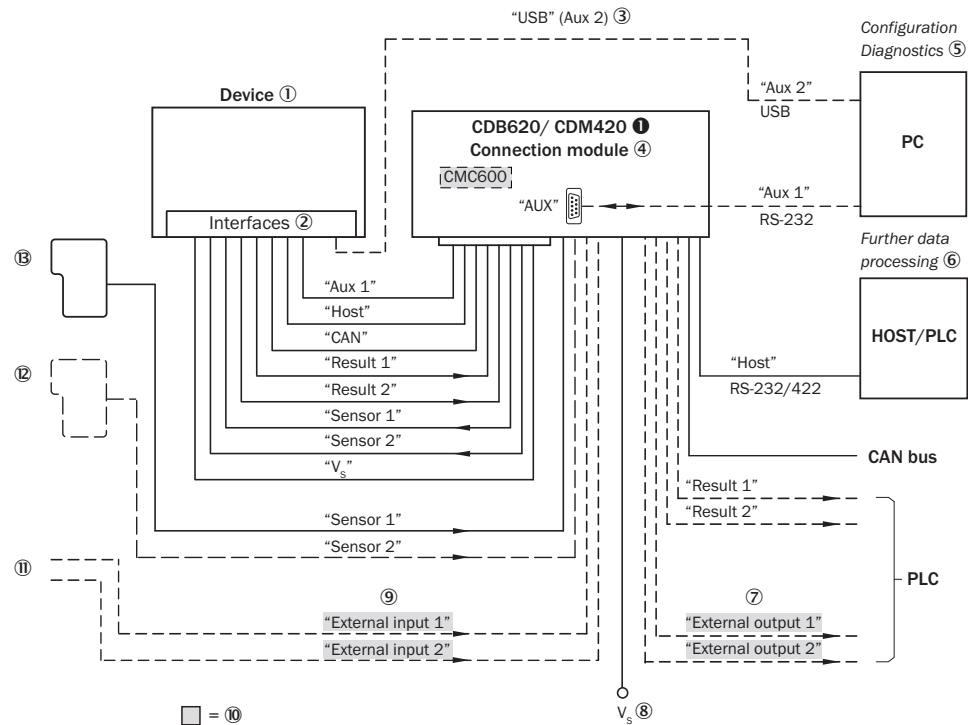 “USB” (Aux 2) ③
Configuration
Diagnostics ⑤
Device ①
“Aux 2”
USB
CDB620/ CDM420 ❶
Connection module ④
PC
CMC600
“AUX”
“Aux 1”
RS-232
Interfaces ②
Further data
processing ⑥
⑬
“Aux 1”
“Host”
“CAN”
HOST/PLC
“Result 1”
“Host”
RS-232/422
⑫
“Result 2”
“Sensor 1”
“Sensor 2”
CAN bus
“Vs”
“Result 1”
“Sensor 1”
“Result 2”
“Sensor 2”
⑪
PLC
⑨
⑦
“External input 1”
“External output 1”
“External input 2”
“External output 2”
= ⑩
Vs ⑧